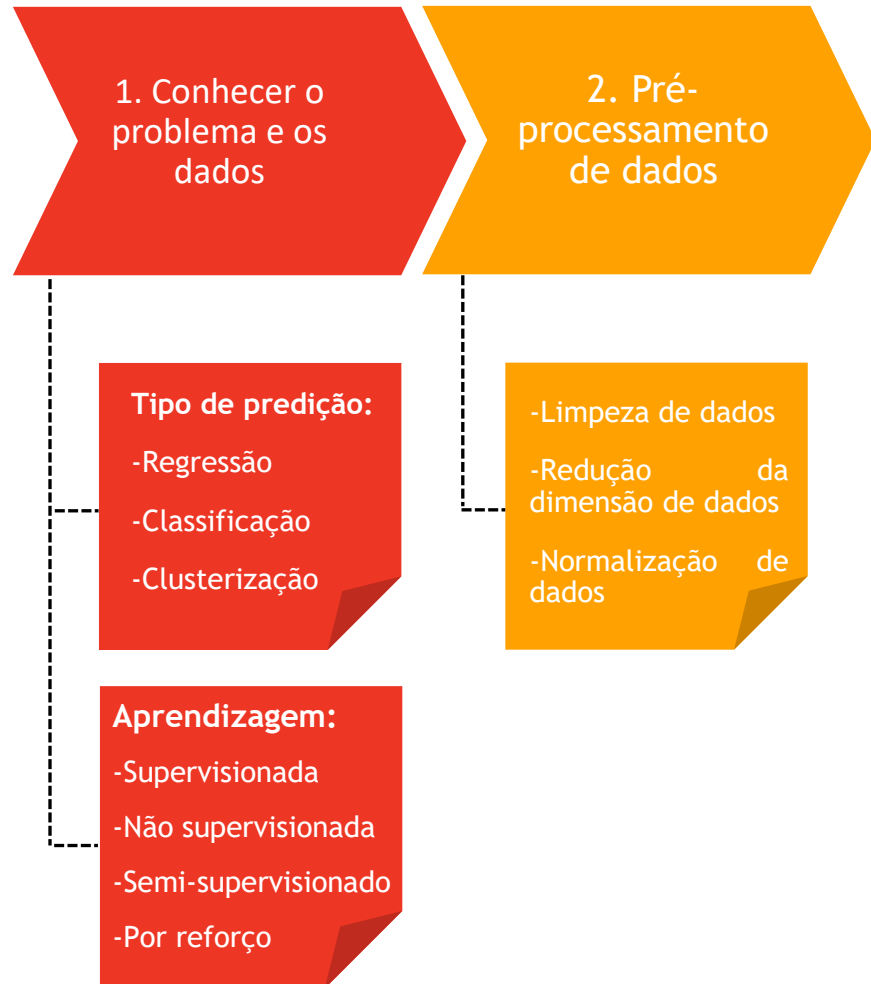 1. Conhecer o
problema e os
dados
2. Pré-
processamento
de dados
Tipo de predição:
-Regressão
-Classificação
-Clusterização
-Limpeza de dados
-Redução da
dimensão de dados
-Normalização de
dados
Aprendizagem:
-Supervisionada
-Não supervisionada
-Semi-supervisionado
-Por reforço